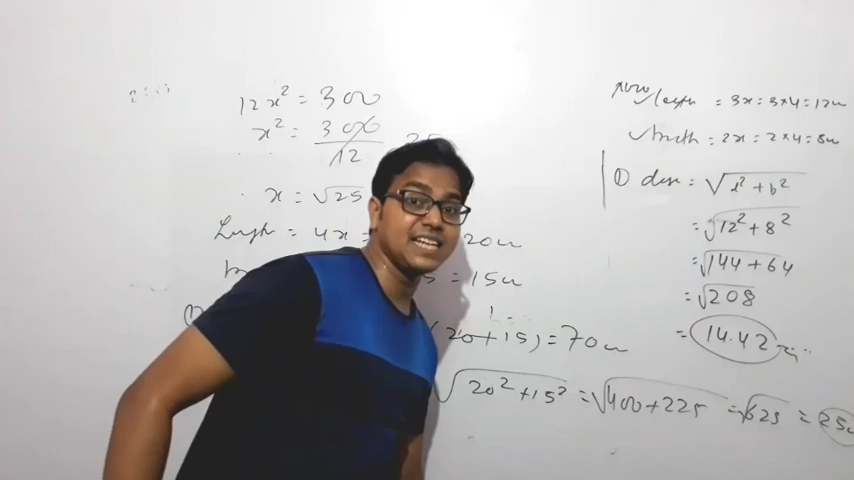 12x² = 300
x² = 300/12 = 25
x = √25
Length = 4x = 20m
= 15m
(20+15) = 70m
√20² + 15² = √400+225 = √625 = 25m
Now length = 3x = 3×4 = 12m
breadth = 2x = 2×4 = 8m
① = √l² + b²
= √12² + 8²
= √144 + 64
= √208
= 14.42